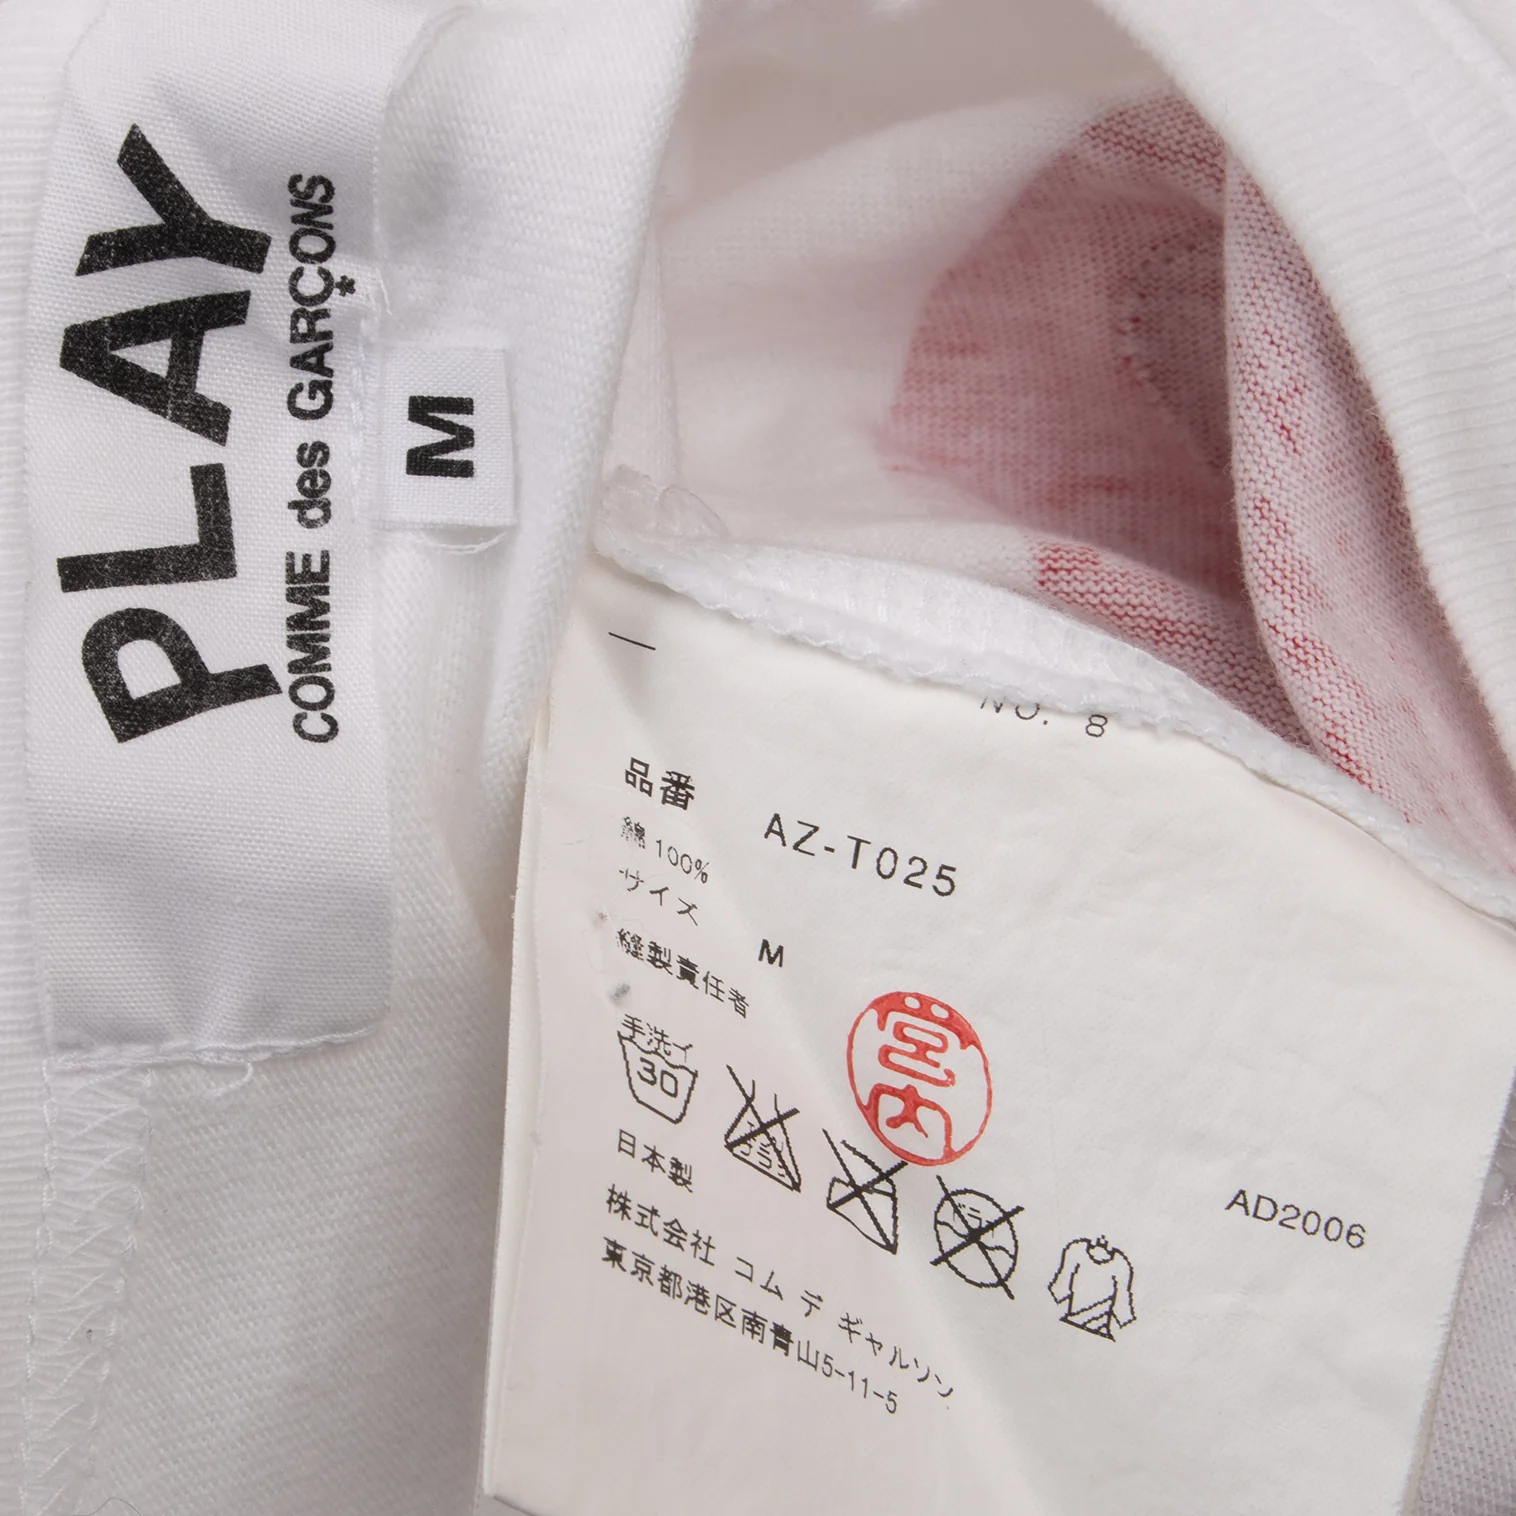 PLAY
COMME des GARÇONS
M
NO. 8
品番 AZ-T025
綿 100%
サイズ M
縫製責任者
宮内
手洗イ
30
日本製
AD2006
株式会社 コム デ ギャルソン
東京都港区南青山5-11-5